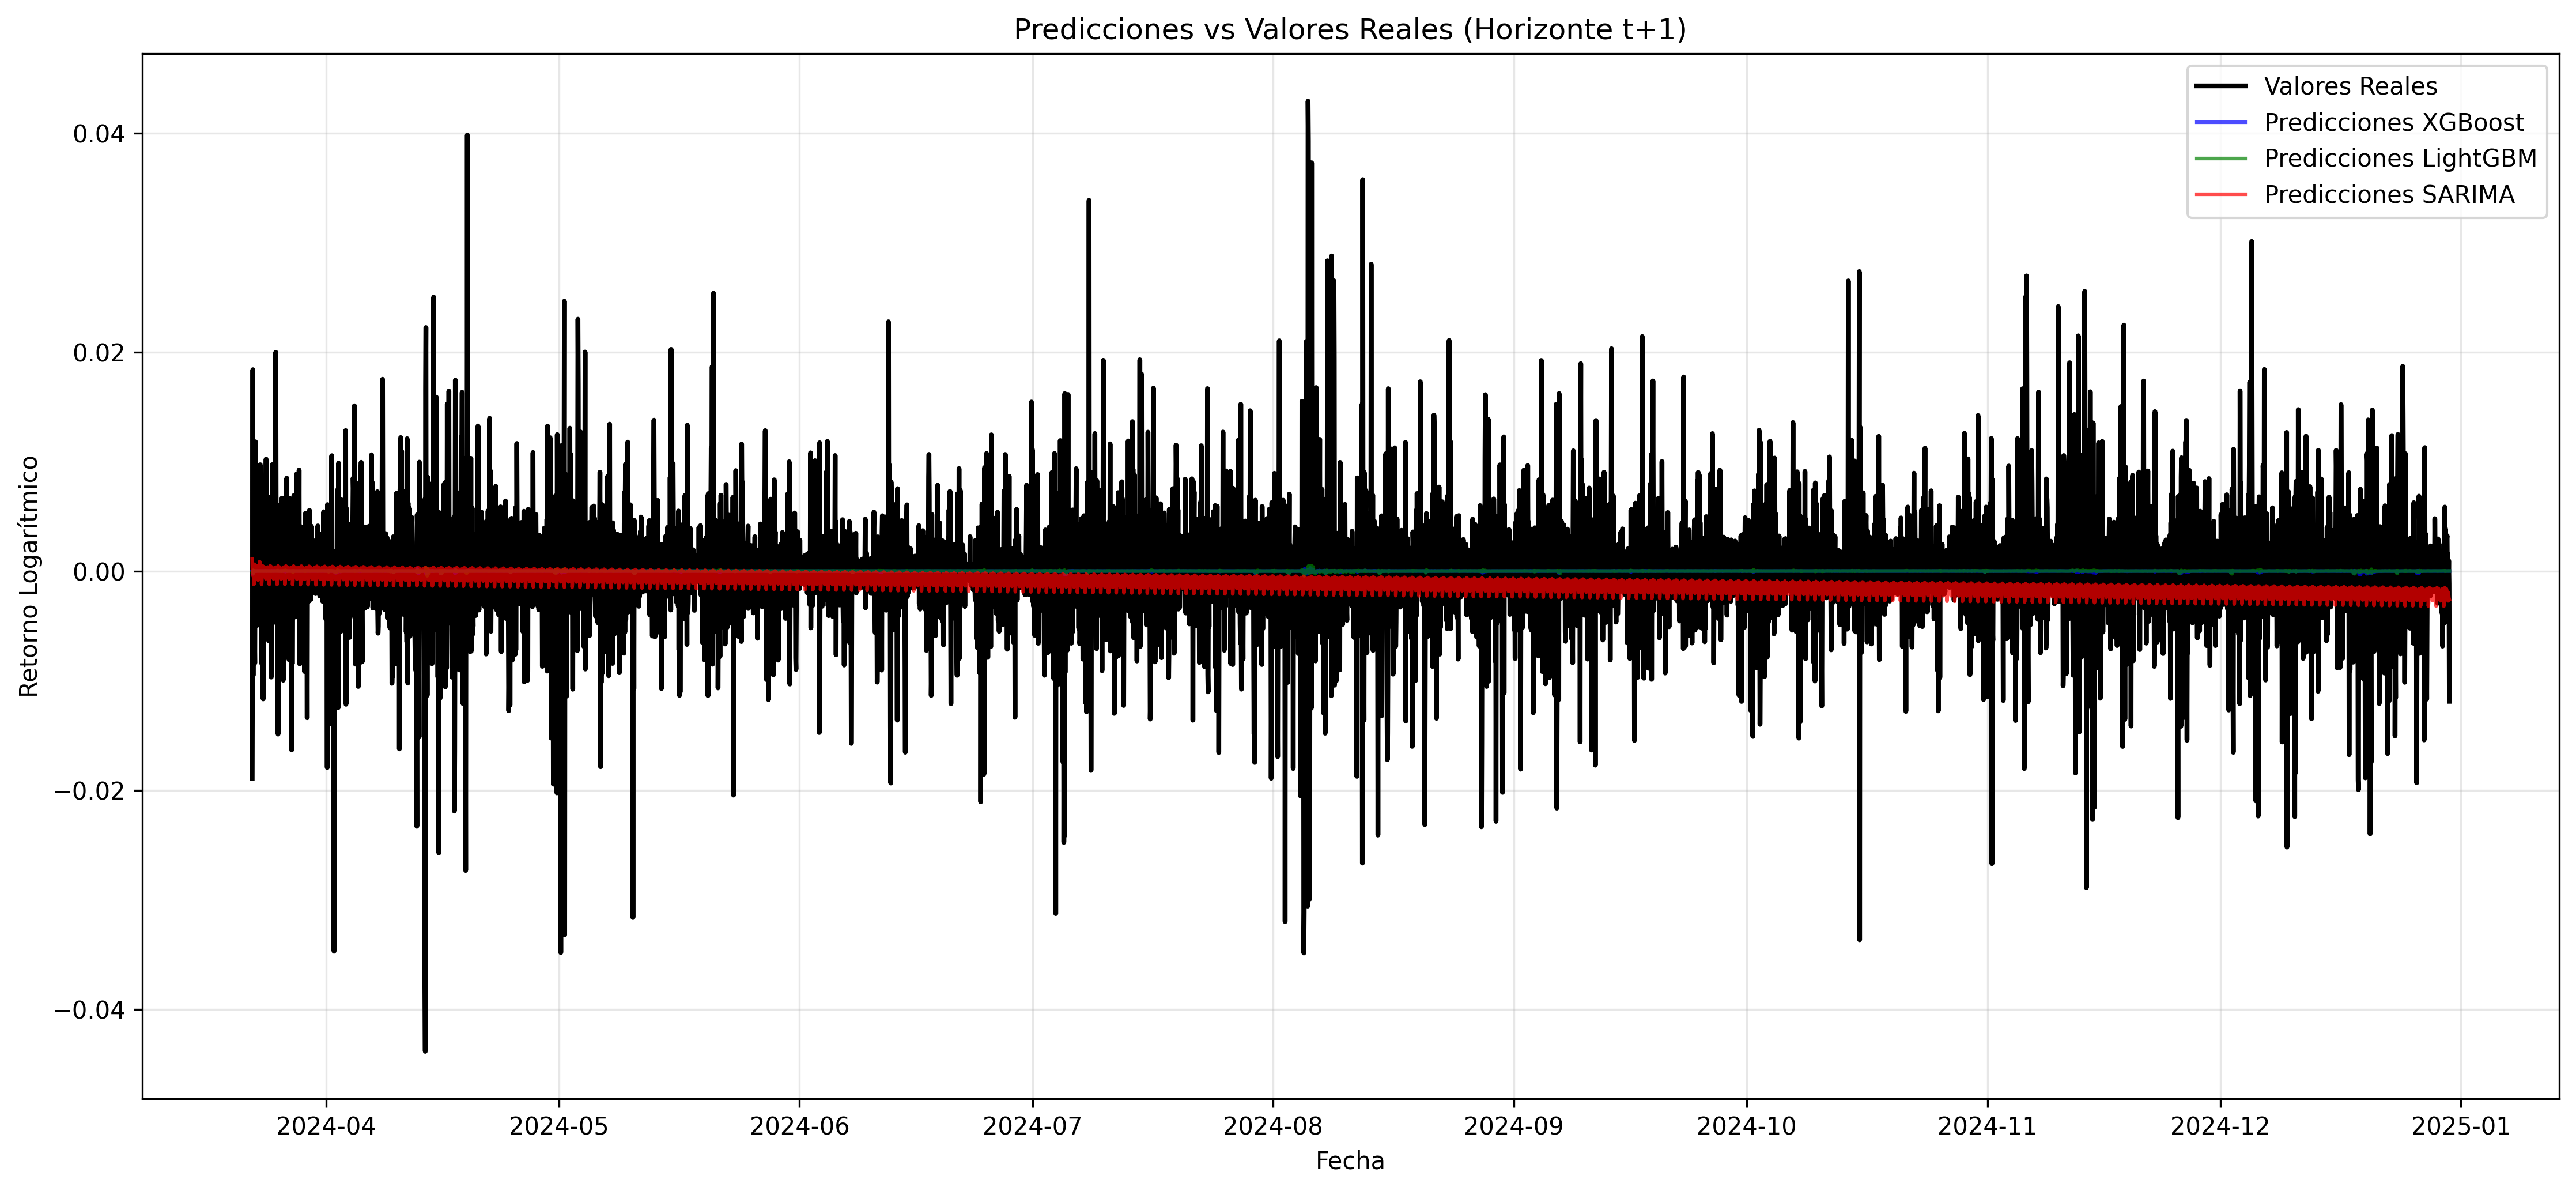 Predicciones vs Valores Reales (Horizonte t+1)
Valores Reales
Predicciones XGBoost
Predicciones LightGBM
Predicciones SARIMA
Retorno Logarítmico
0.04
0.02
0.00
−0.02
−0.04
2024-04 2024-05 2024-06 2024-07 2024-08 2024-09 2024-10 2024-11 2024-12 2025-01
Fecha